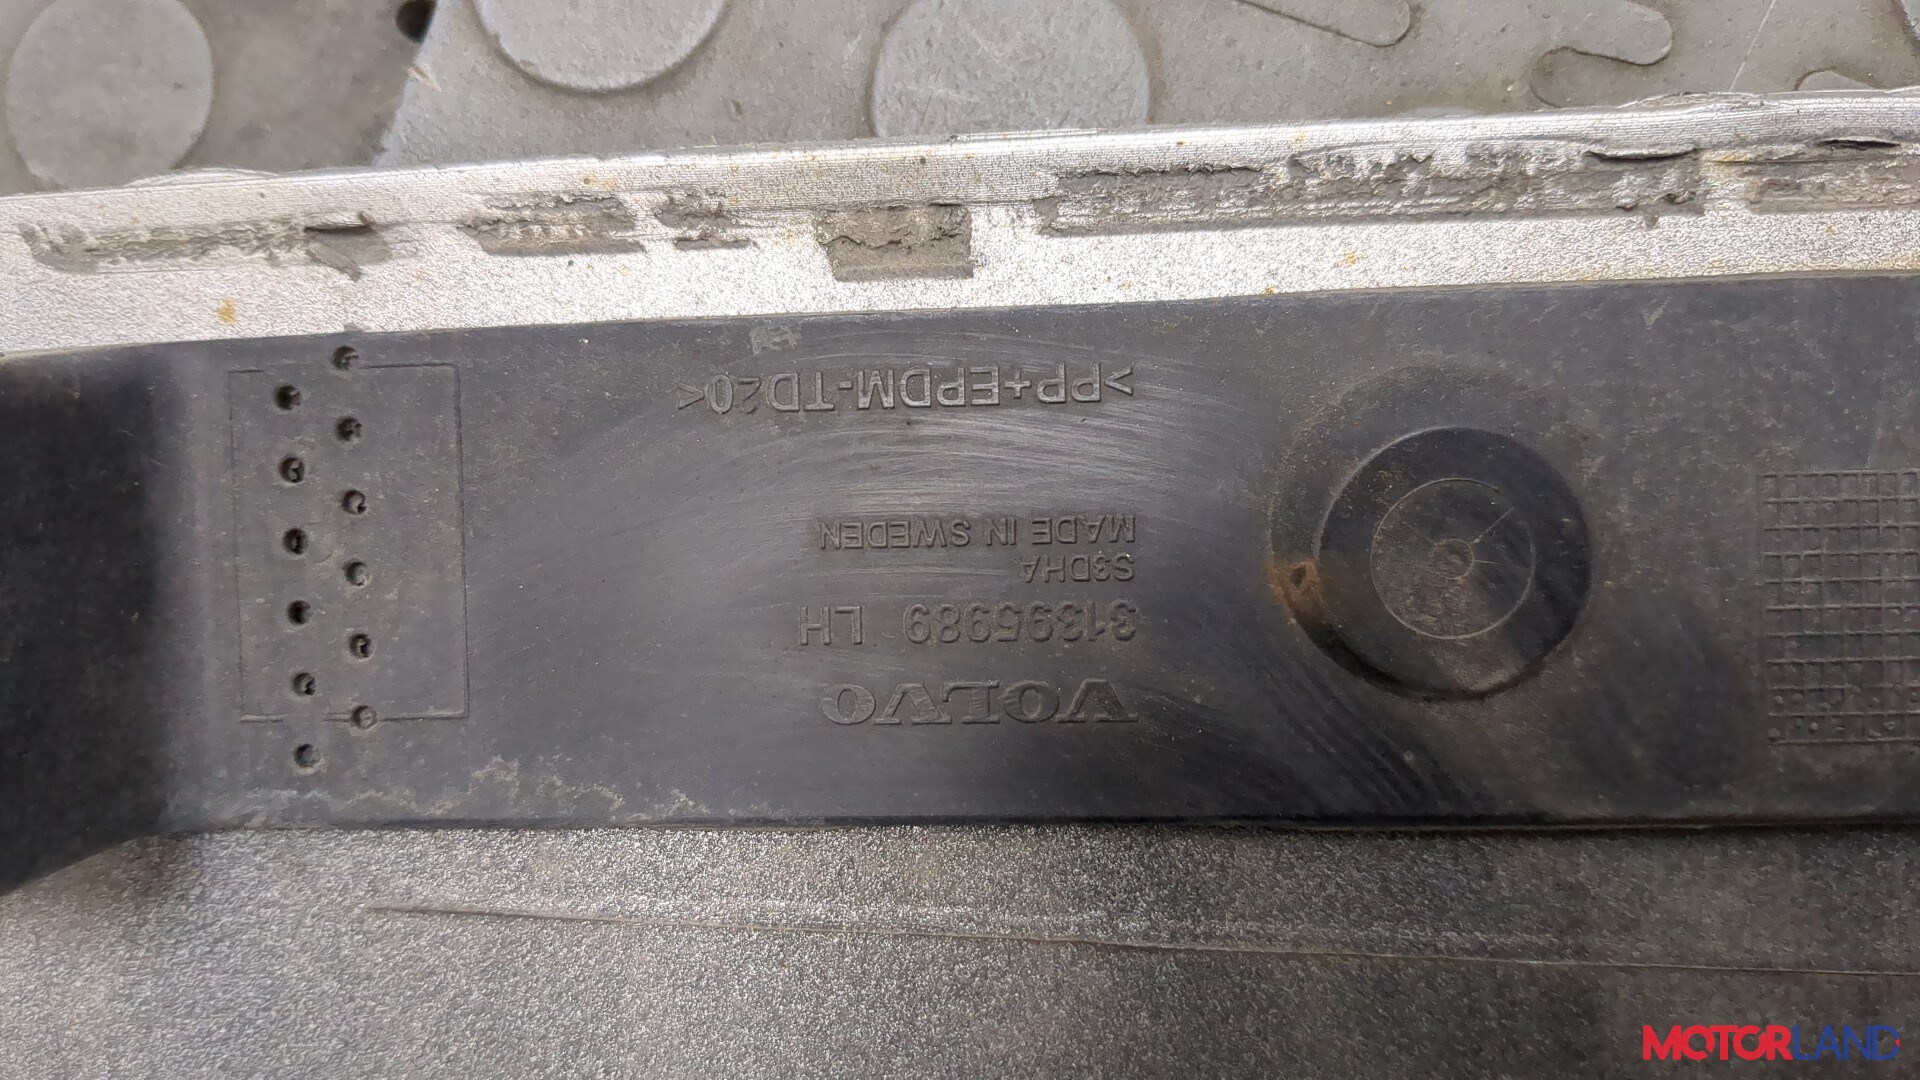 VOLVO
31395989 LH
S3DHA
MADE IN SWEDEN
>PP+EPDM-TD20<
MOTORLAND